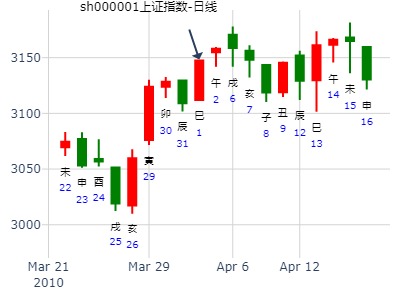 sh000001上证指数-日线
3150
3100
3050
3000
未
22
申
23
酉
24
戌
25
亥
26
寅
29
卯
30
辰
31
巳
1
午
2
戌
6
亥
7
子
8
丑
9
辰
12
巳
13
午
14
未
15
申
16
Mar 21
2010
Mar 29
Apr 6
Apr 12